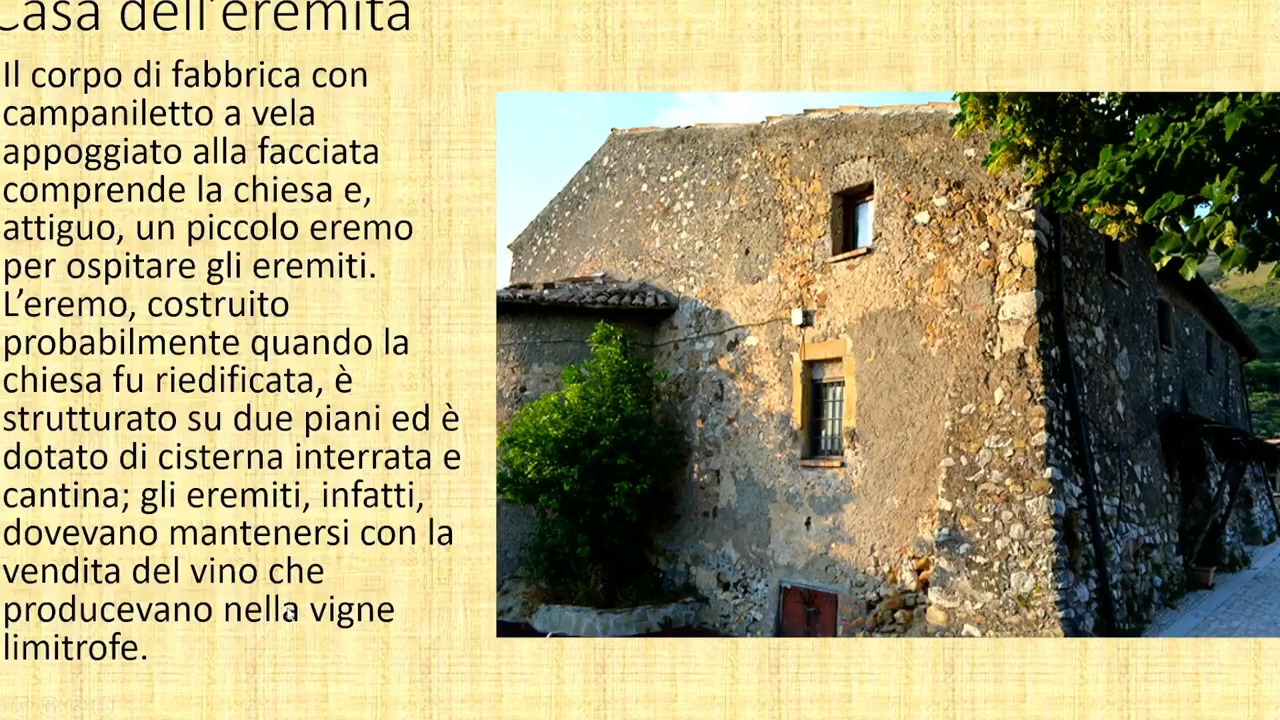 Casa dell'eremita
Il corpo di fabbrica con
campaniletto a vela
appoggiato alla facciata
comprende la chiesa e,
attiguo, un piccolo eremo
per ospitare gli eremiti.
L'eremo, costruito
probabilmente quando la
chiesa fu riedificata, è
strutturato su due piani ed è
dotato di cisterna interrata e
cantina; gli eremiti, infatti,
dovevano mantenersi con la
vendita del vino che
producevano nella vigne
limitrofe.